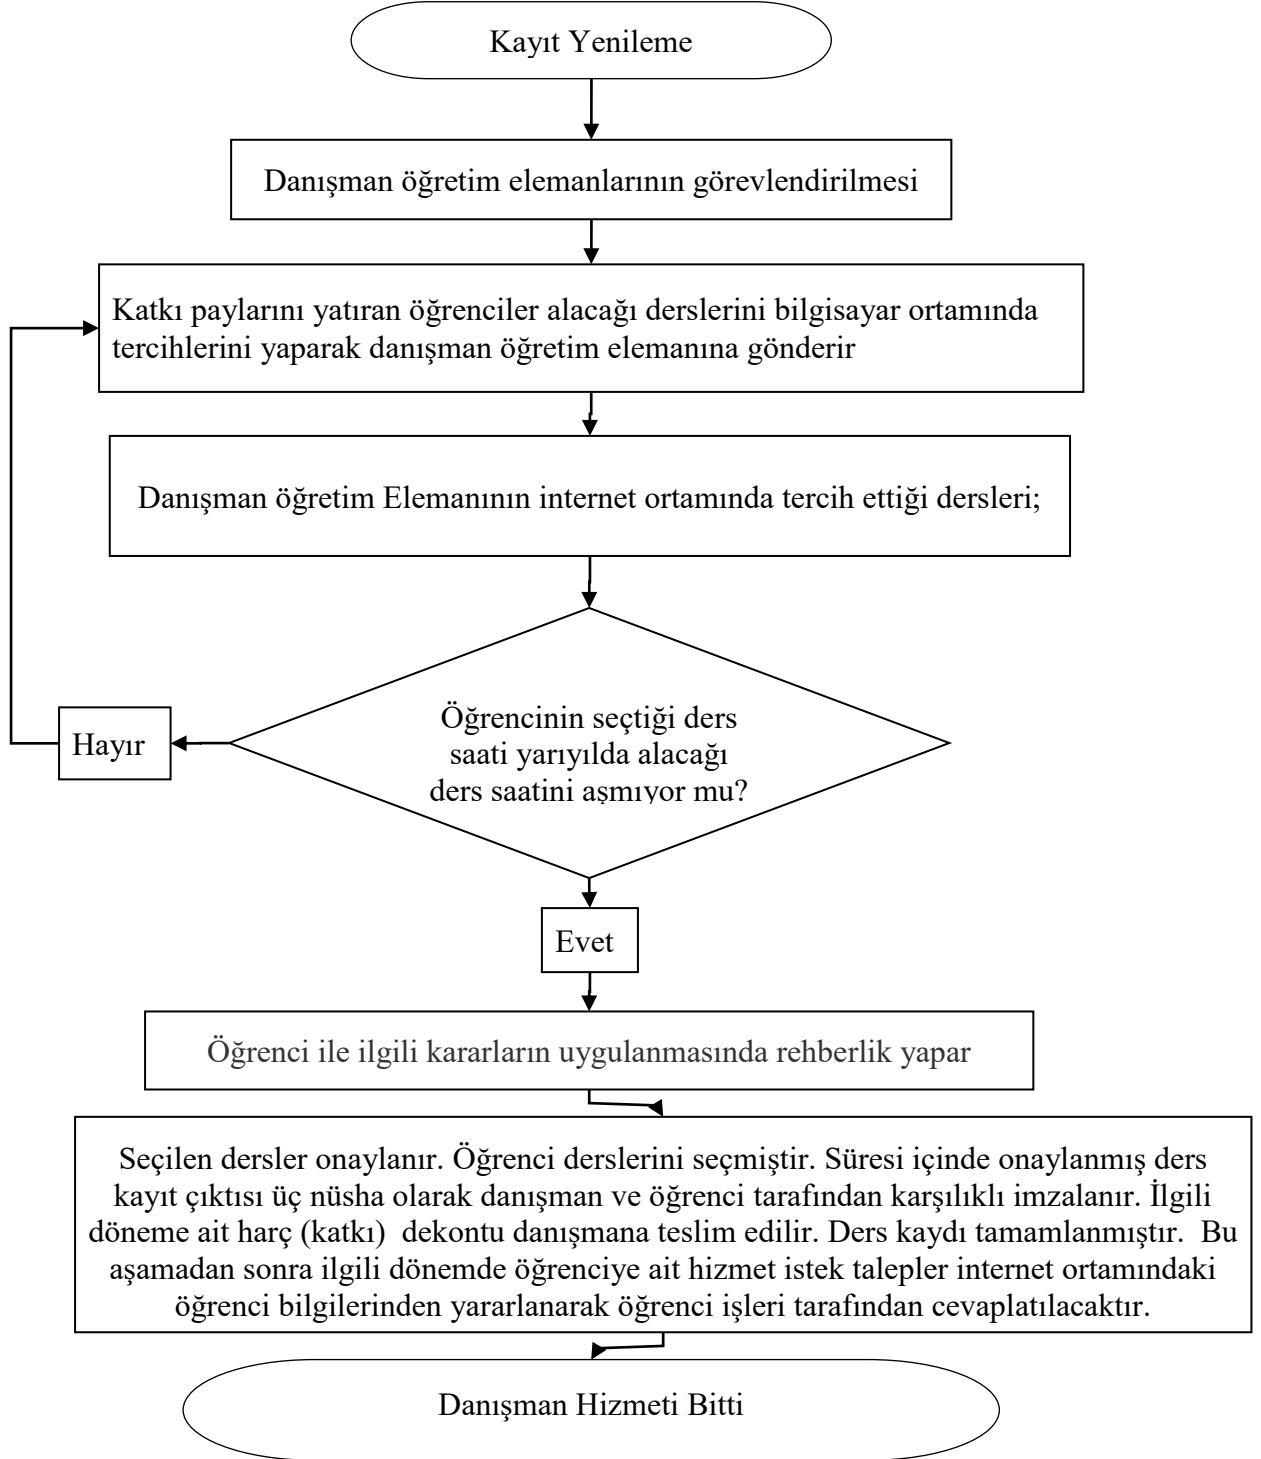 Kayıt Yenileme
Danışman öğretim elemanlarının görevlendirilmesi
Katkı paylarını yatıran öğrenciler alacağı derslerini bilgisayar ortamında
tercihlerini yaparak danışman öğretim elemanına gönderir
Danışman öğretim Elemanının internet ortamında tercih ettiği dersleri;
Öğrencinin seçtiği ders
saati yarıyılda alacağı
ders saatini aşmıyor mu?
Hayır
Evet
Öğrenci ile ilgili kararların uygulanmasında rehberlik yapar
Seçilen dersler onaylanır. Öğrenci derslerini seçmiştir. Süresi içinde onaylanmış ders
kayıt çıktısı üç nüsha olarak danışman ve öğrenci tarafından karşılıklı imzalanır. İlgili
döneme ait harç (katkı)  dekontu danışmana teslim edilir. Ders kaydı tamamlanmıştır.  Bu
aşamadan sonra ilgili dönemde öğrenciye ait hizmet istek talepler internet ortamındaki
öğrenci bilgilerinden yararlanarak öğrenci işleri tarafından cevaplatılacaktır.
Danışman Hizmeti Bitti